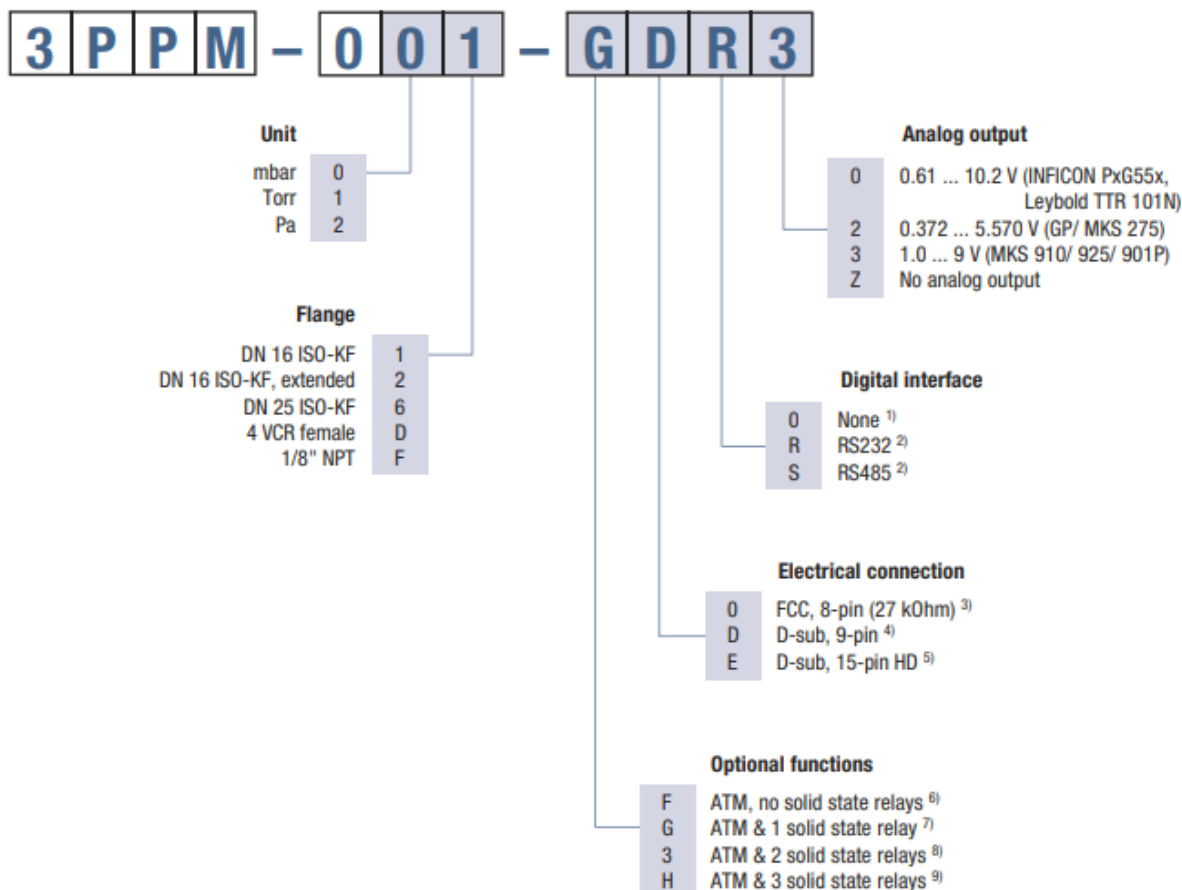 3PPM – 001 – GDR3
Unit
mbar 0
Torr 1
Pa 2
Flange
DN 16 ISO-KF 1
DN 16 ISO-KF, extended 2
DN 25 ISO-KF 6
4 VCR female D
1/8" NPT F
Analog output
0 0.61 ... 10.2 V (INFICON PxG55x,
Leybold TTR 101N)
2 0.372 ... 5.570 V (GP/ MKS 275)
3 1.0 ... 9 V (MKS 910/ 925/ 901P)
Z No analog output
Digital interface
0 None 1)
R RS232 2)
S RS485 2)
Electrical connection
0 FCC, 8-pin (27 kOhm) 3)
D D-sub, 9-pin 4)
E D-sub, 15-pin HD 5)
Optional functions
F ATM, no solid state relays 6)
G ATM & 1 solid state relay 7)
3 ATM & 2 solid state relays 8)
H ATM & 3 solid state relays 9)